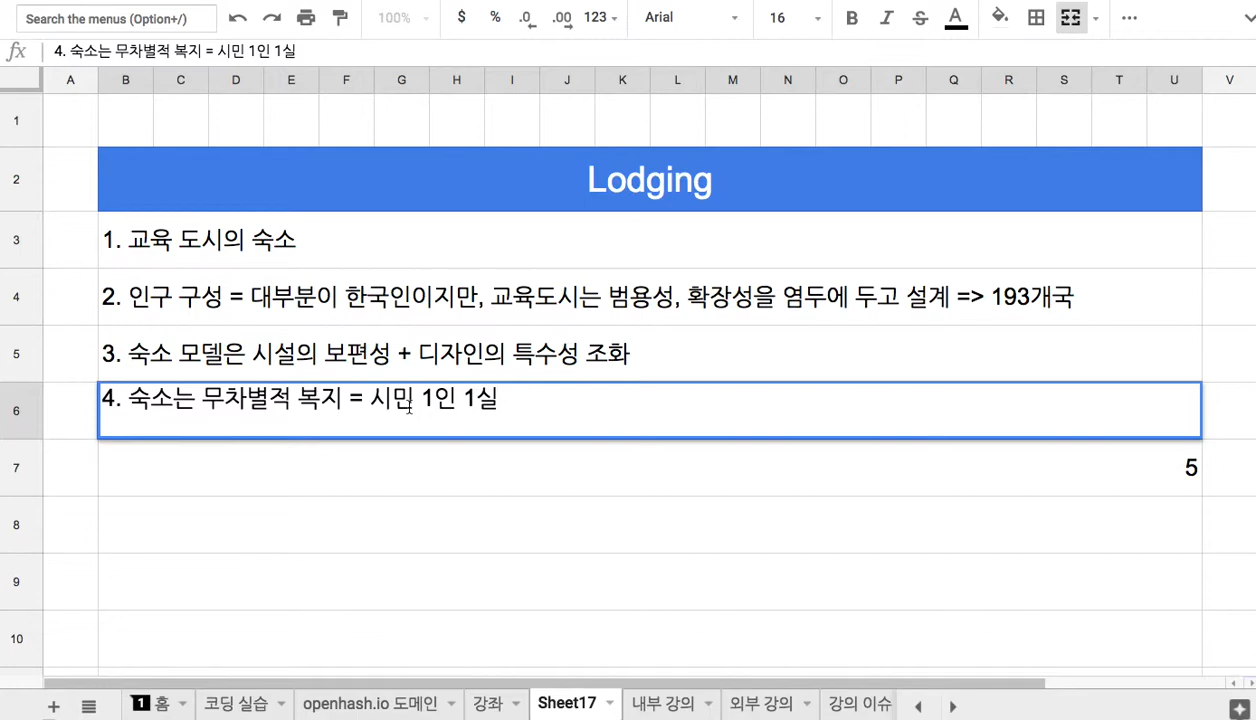 Search the menus (Option+/)
100% $ % .0 .00 123 Arial 16 B I S A
fx 4. 숙소는 무차별적 복지 = 시민 1인 1실
A B C D E F G H I J K L M N O P Q R S T U V
1
2 Lodging
3 1. 교육 도시의 숙소
4 2. 인구 구성 = 대부분이 한국인이지만, 교육도시는 범용성, 확장성을 염두에 두고 설계 => 193개국
5 3. 숙소 모델은 시설의 보편성 + 디자인의 특수성 조화
6 4. 숙소는 무차별적 복지 = 시민 1인 1실
7 5
8
9
10
1 홈 코딩 실습 openhash.io 도메인 강좌 Sheet17 내부 강의 외부 강의 강의 이슈